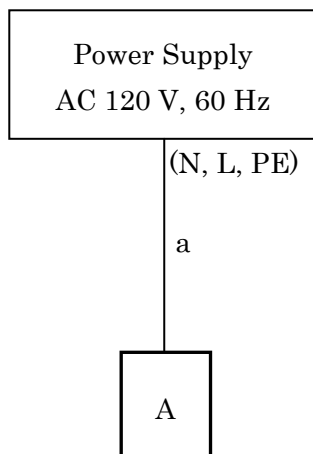 Power Supply
AC 120 V, 60 Hz
(N, L, PE)
a
A